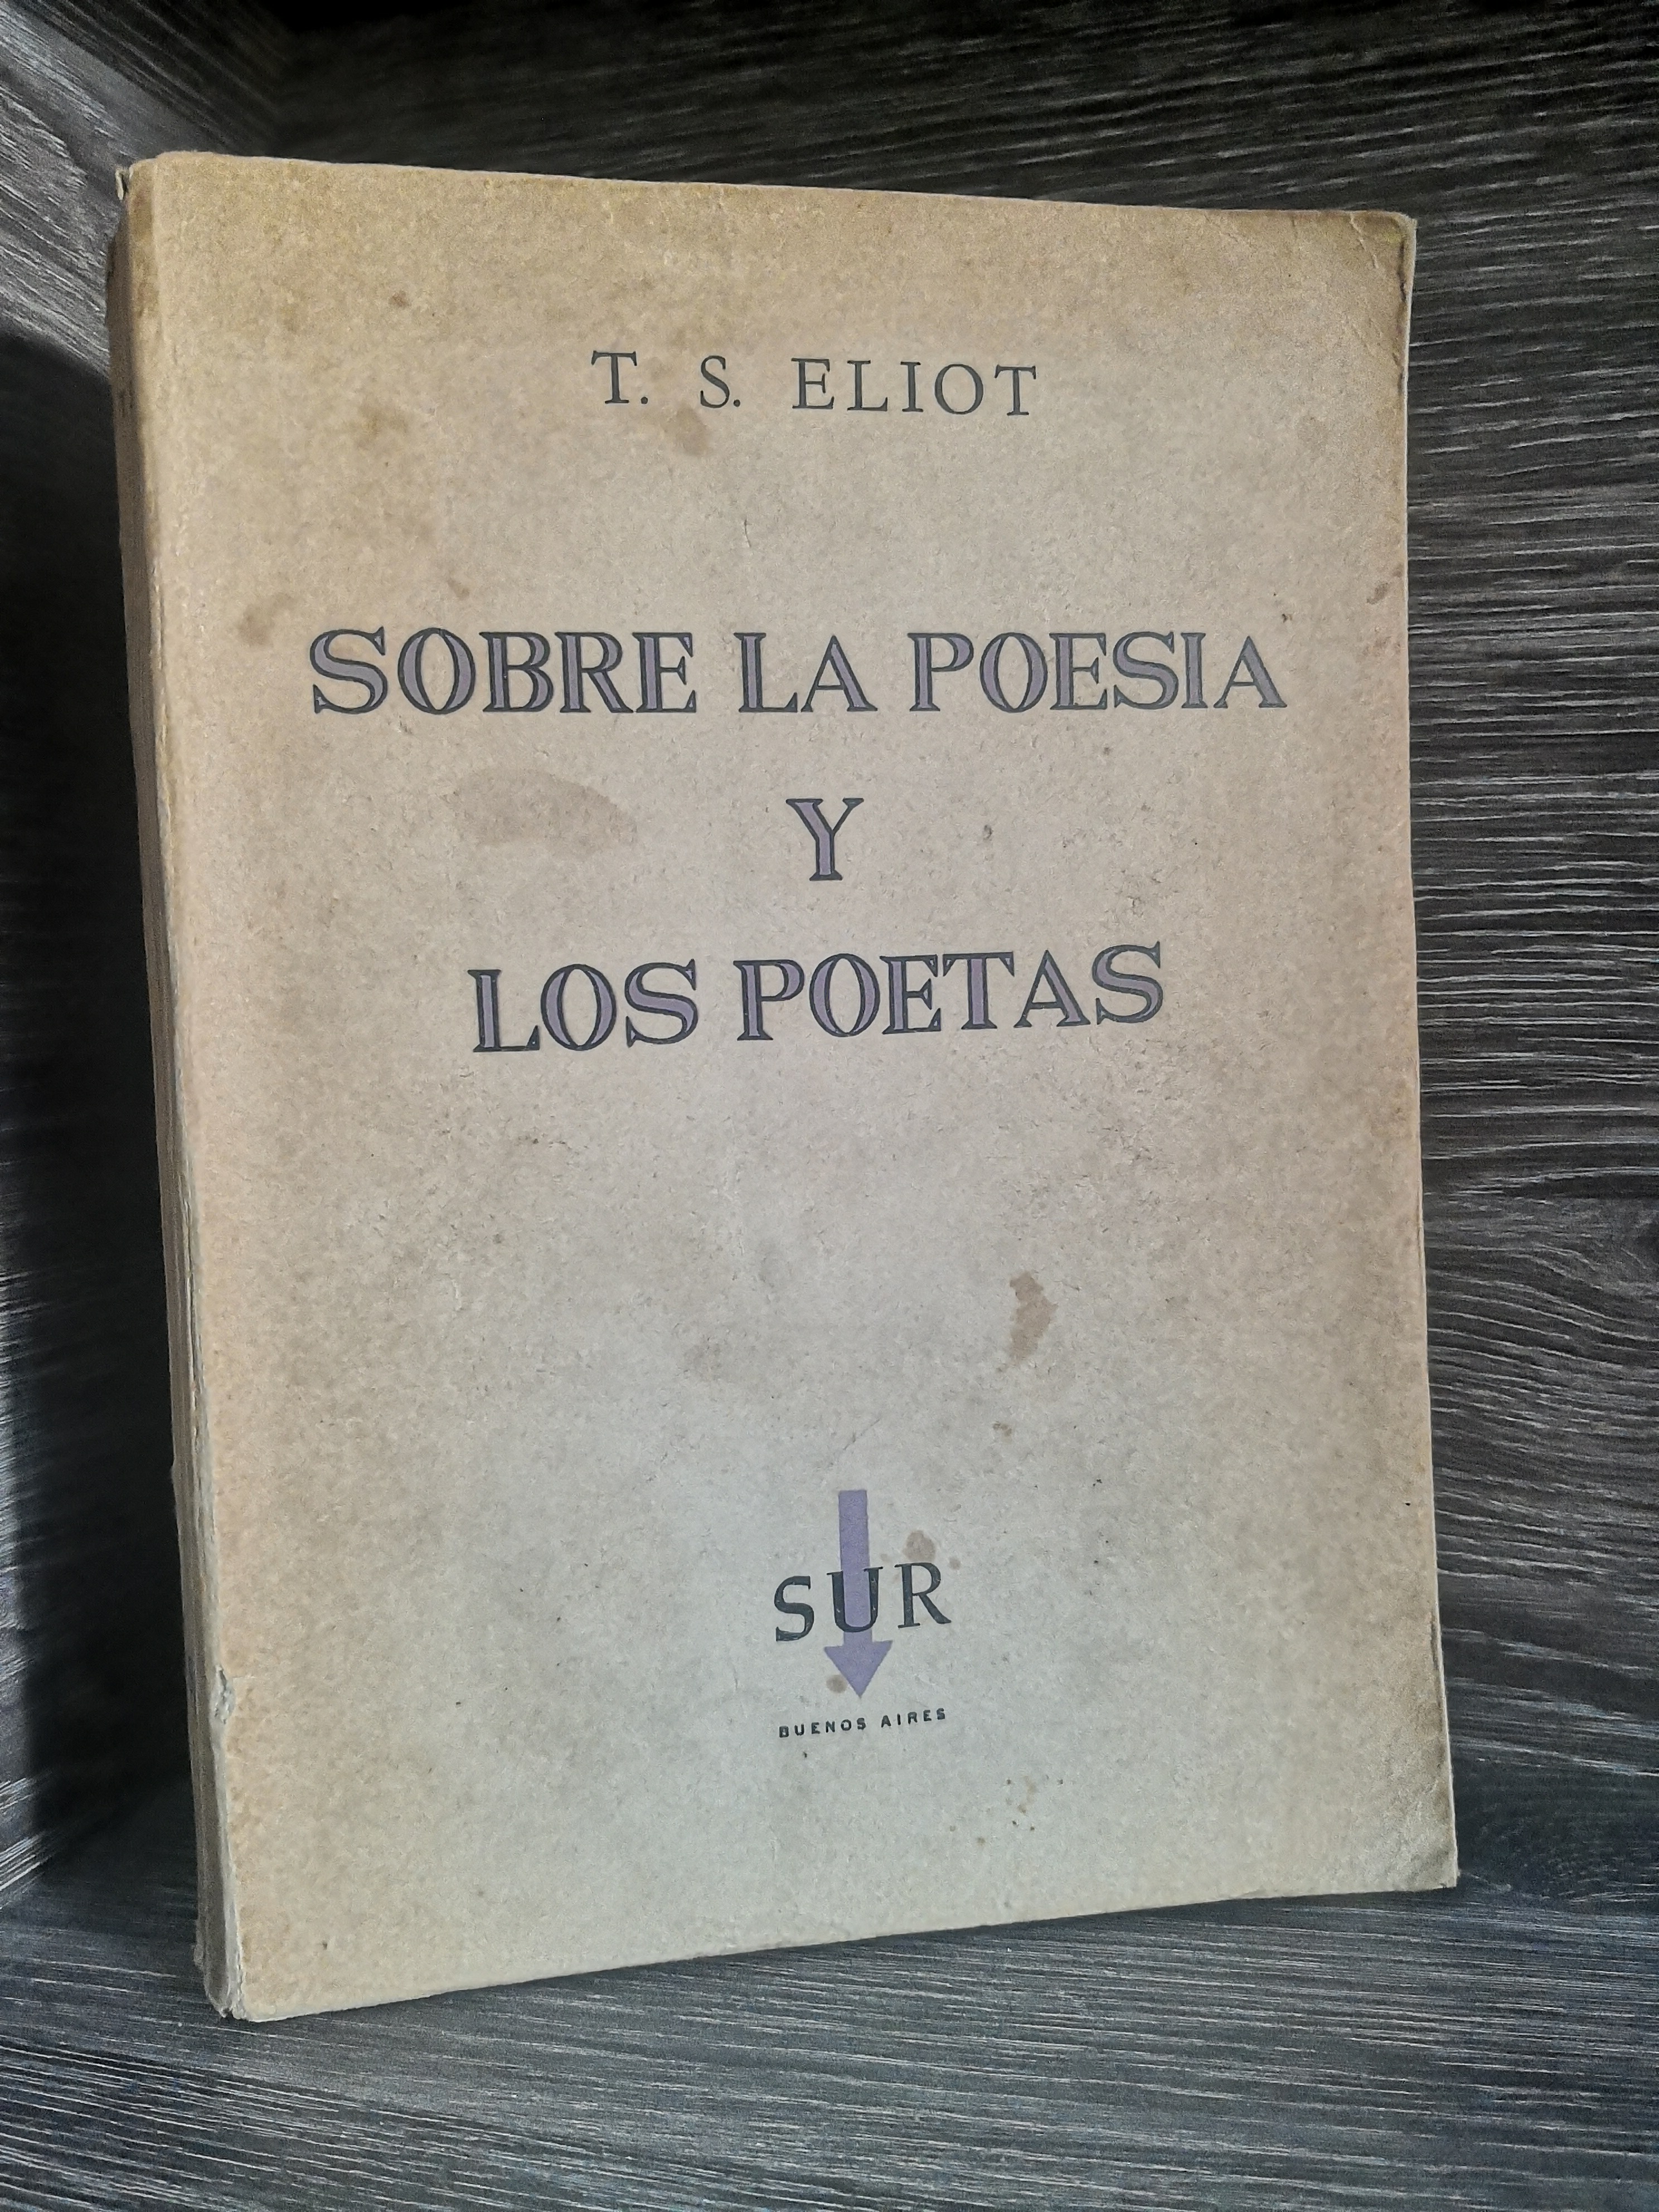 T. S. ELIOT
SOBRE LA POESIA
Y
LOS POETAS
SUR
BUENOS AIRES